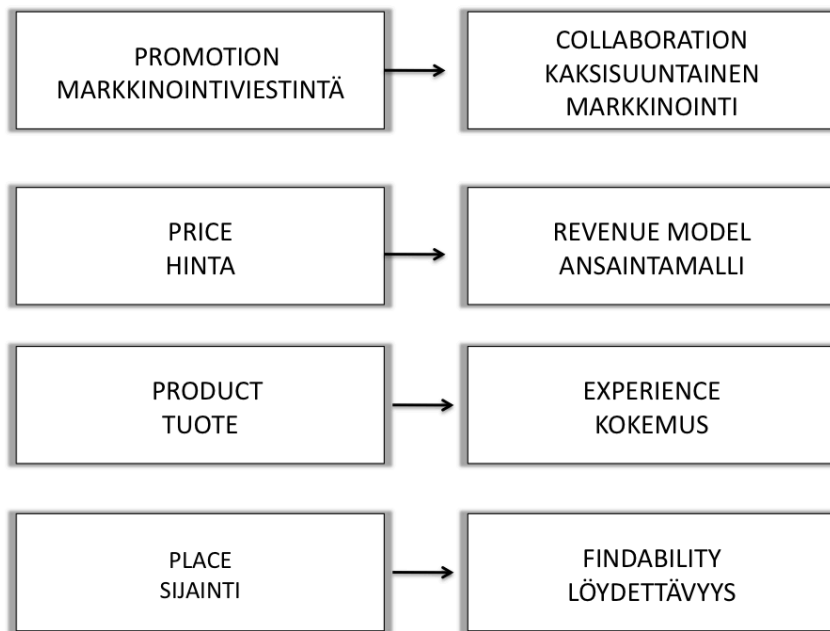 PROMOTION
MARKKINOINTIVIESTINTÄ
COLLABORATION
KAKSISUUNTAINEN
MARKKINOINTI
PRICE
HINTA
REVENUE MODEL
ANSAINTAMALLI
PRODUCT
TUOTE
EXPERIENCE
KOKEMUS
PLACE
SIJAINTI
FINDABILITY
LÖYDETTÄVYYS